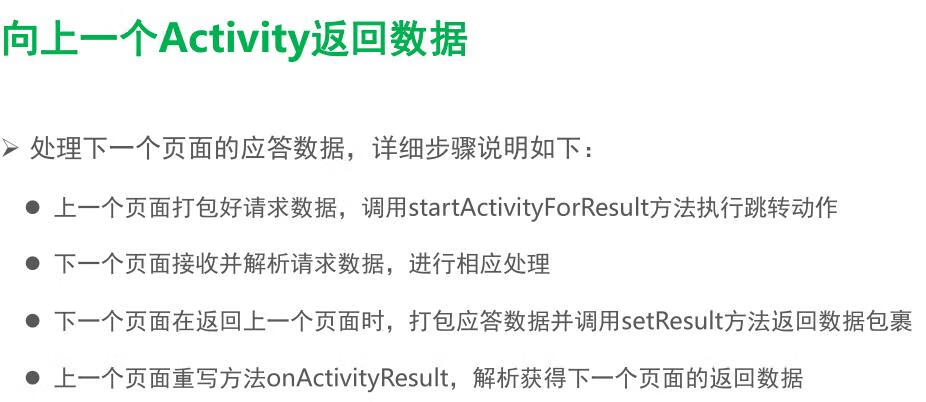 向上一个Activity返回数据
➢ 处理下一个页面的应答数据，详细步骤说明如下：
● 上一个页面打包好请求数据，调用startActivityForResult方法执行跳转动作
● 下一个页面接收并解析请求数据，进行相应处理
● 下一个页面在返回上一个页面时，打包应答数据并调用setResult方法返回数据包裹
● 上一个页面重写方法onActivityResult，解析获得下一个页面的返回数据